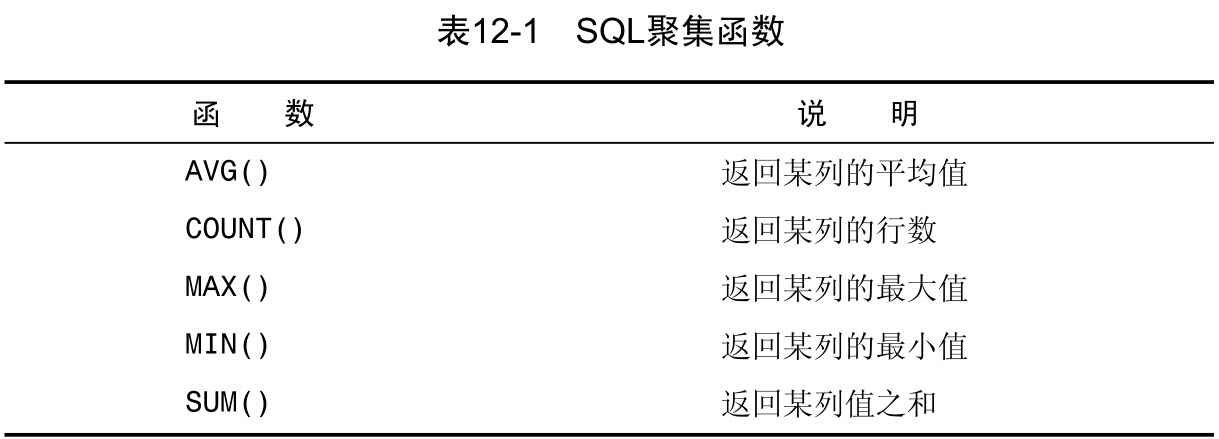 表12-1 SQL聚集函数
函 数 说 明
AVG() 返回某列的平均值
COUNT() 返回某列的行数
MAX() 返回某列的最大值
MIN() 返回某列的最小值
SUM() 返回某列值之和